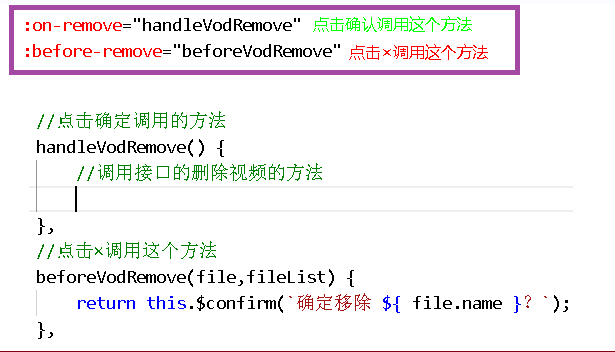 :on-remove="handleVodRemove" 点击确认调用这个方法
:before-remove="beforeVodRemove" 点击×调用这个方法
//点击确定调用的方法
handleVodRemove() {
//调用接口的删除视频的方法
},
//点击×调用这个方法
beforeVodRemove(file,fileList) {
return this.$confirm(`确定移除 ${ file.name }？`);
},